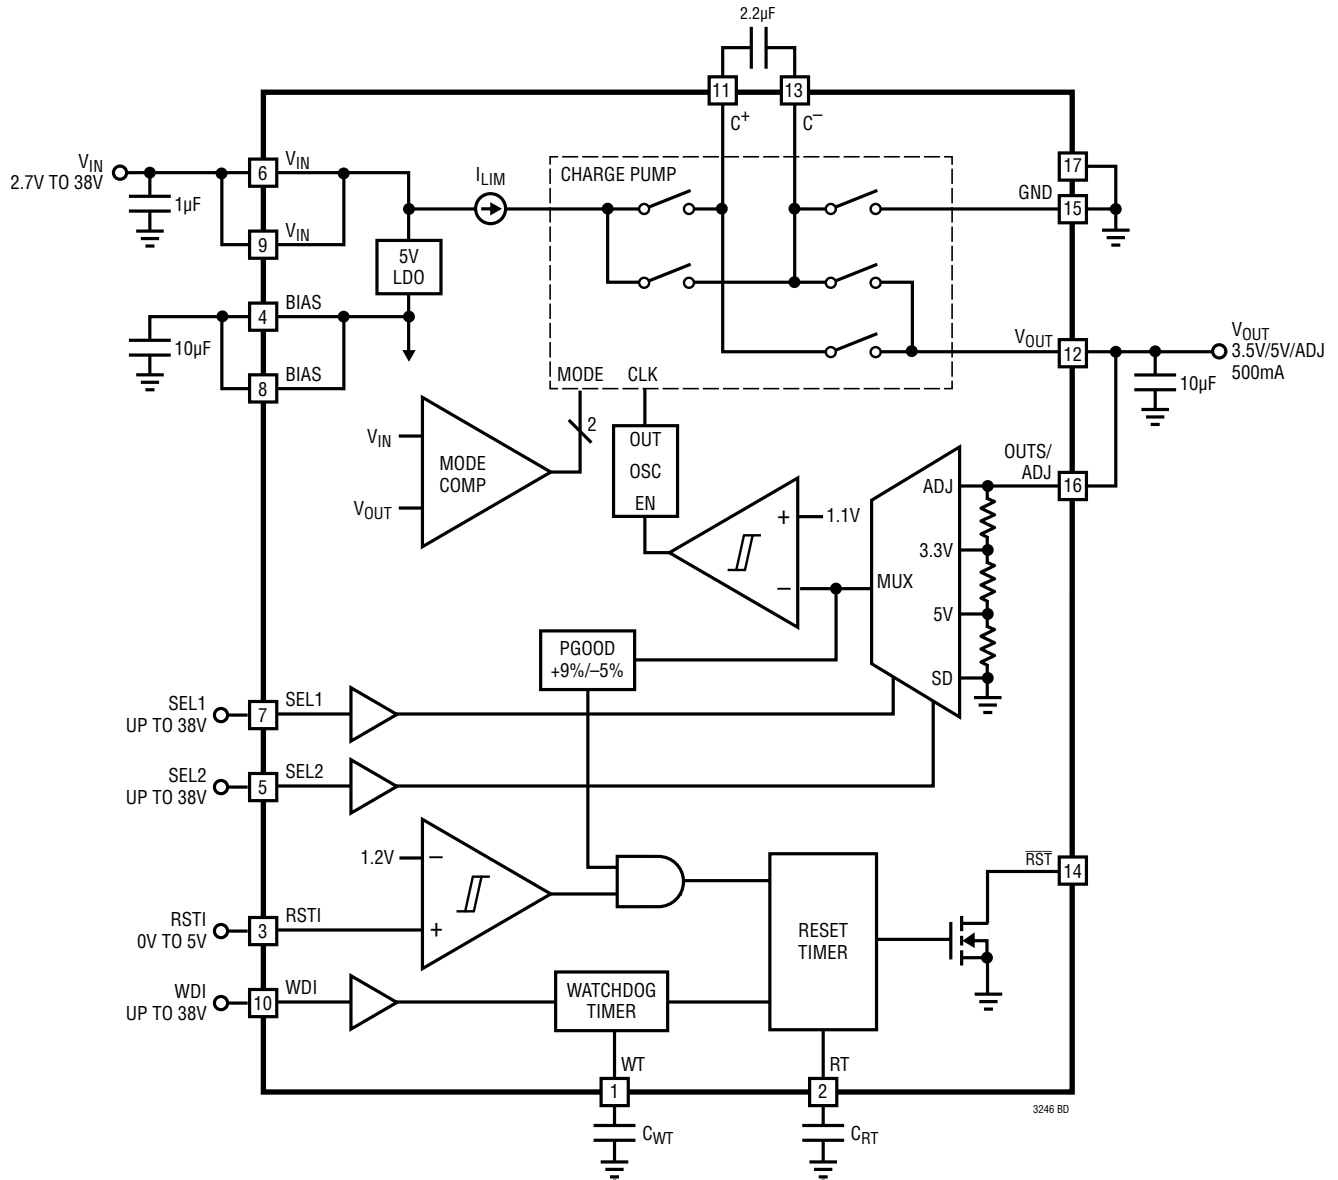 2.2µF
11
13
C+
C–
VIN
2.7V TO 38V
6
VIN
1µF
9
VIN
ILIM
CHARGE PUMP
17
GND
15
5V
LDO
4
BIAS
10µF
8
BIAS
VOUT
12
VOUT
3.5V/5V/ADJ
500mA
10µF
MODE
CLK
2
VIN
VOUT
MODE
COMP
OUT
OSC
EN
+
1.1V
–
MUX
ADJ
3.3V
5V
SD
OUTS/
ADJ
16
PGOOD
+9%/–5%
SEL1
UP TO 38V
7
SEL1
SEL2
UP TO 38V
5
SEL2
1.2V
–
+
RSTI
0V TO 5V
3
RSTI
WDI
UP TO 38V
10
WDI
WATCHDOG
TIMER
RESET
TIMER
RST
14
WT
1
CWT
RT
2
CRT
3246 BD